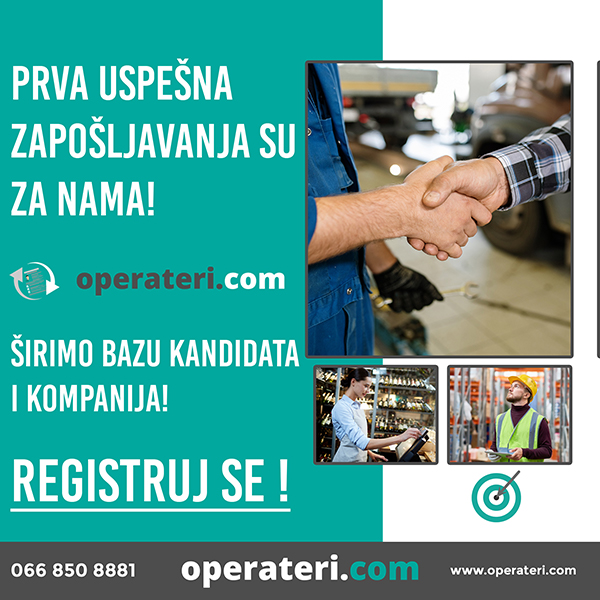 PRVA USPEŠNA
ZAPOŠLJAVANJA SU
ZA NAMA!
operateri.com
ŠIRIMO BAZU KANDIDATA
I KOMPANIJA!
REGISTRUJ SE !
066 850 8881
operateri.com
www.operateri.com